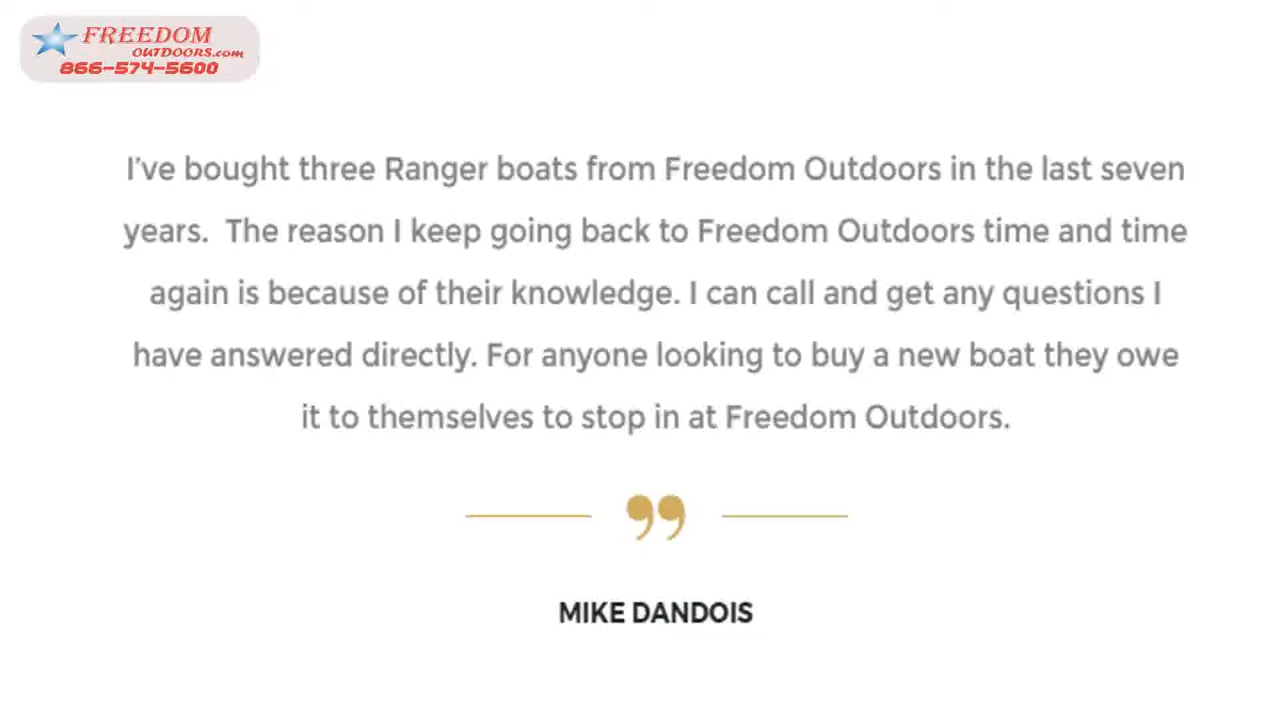 FREEDOM
OUTDOORS.com
866-574-5600
I've bought three Ranger boats from Freedom Outdoors in the last seven
years.  The reason I keep going back to Freedom Outdoors time and time
again is because of their knowledge. I can call and get any questions I
have answered directly. For anyone looking to buy a new boat they owe
it to themselves to stop in at Freedom Outdoors.
”
MIKE DANDOIS